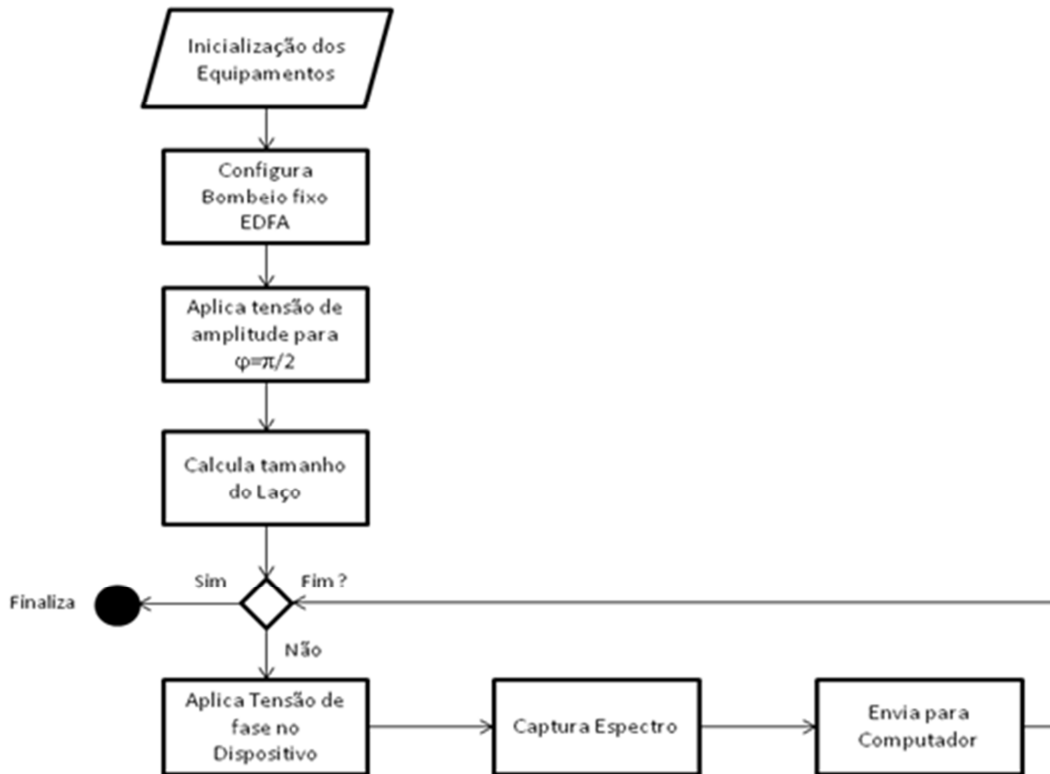 Inicialização dos
Equipamentos
Configura
Bombeio fixo
EDFA
Aplica tensão de
amplitude para
φ=π/2
Calcula tamanho
do Laço
Sim
Fim ?
Finaliza
Não
Aplica Tensão de
fase no
Dispositivo
Captura Espectro
Envia para
Computador